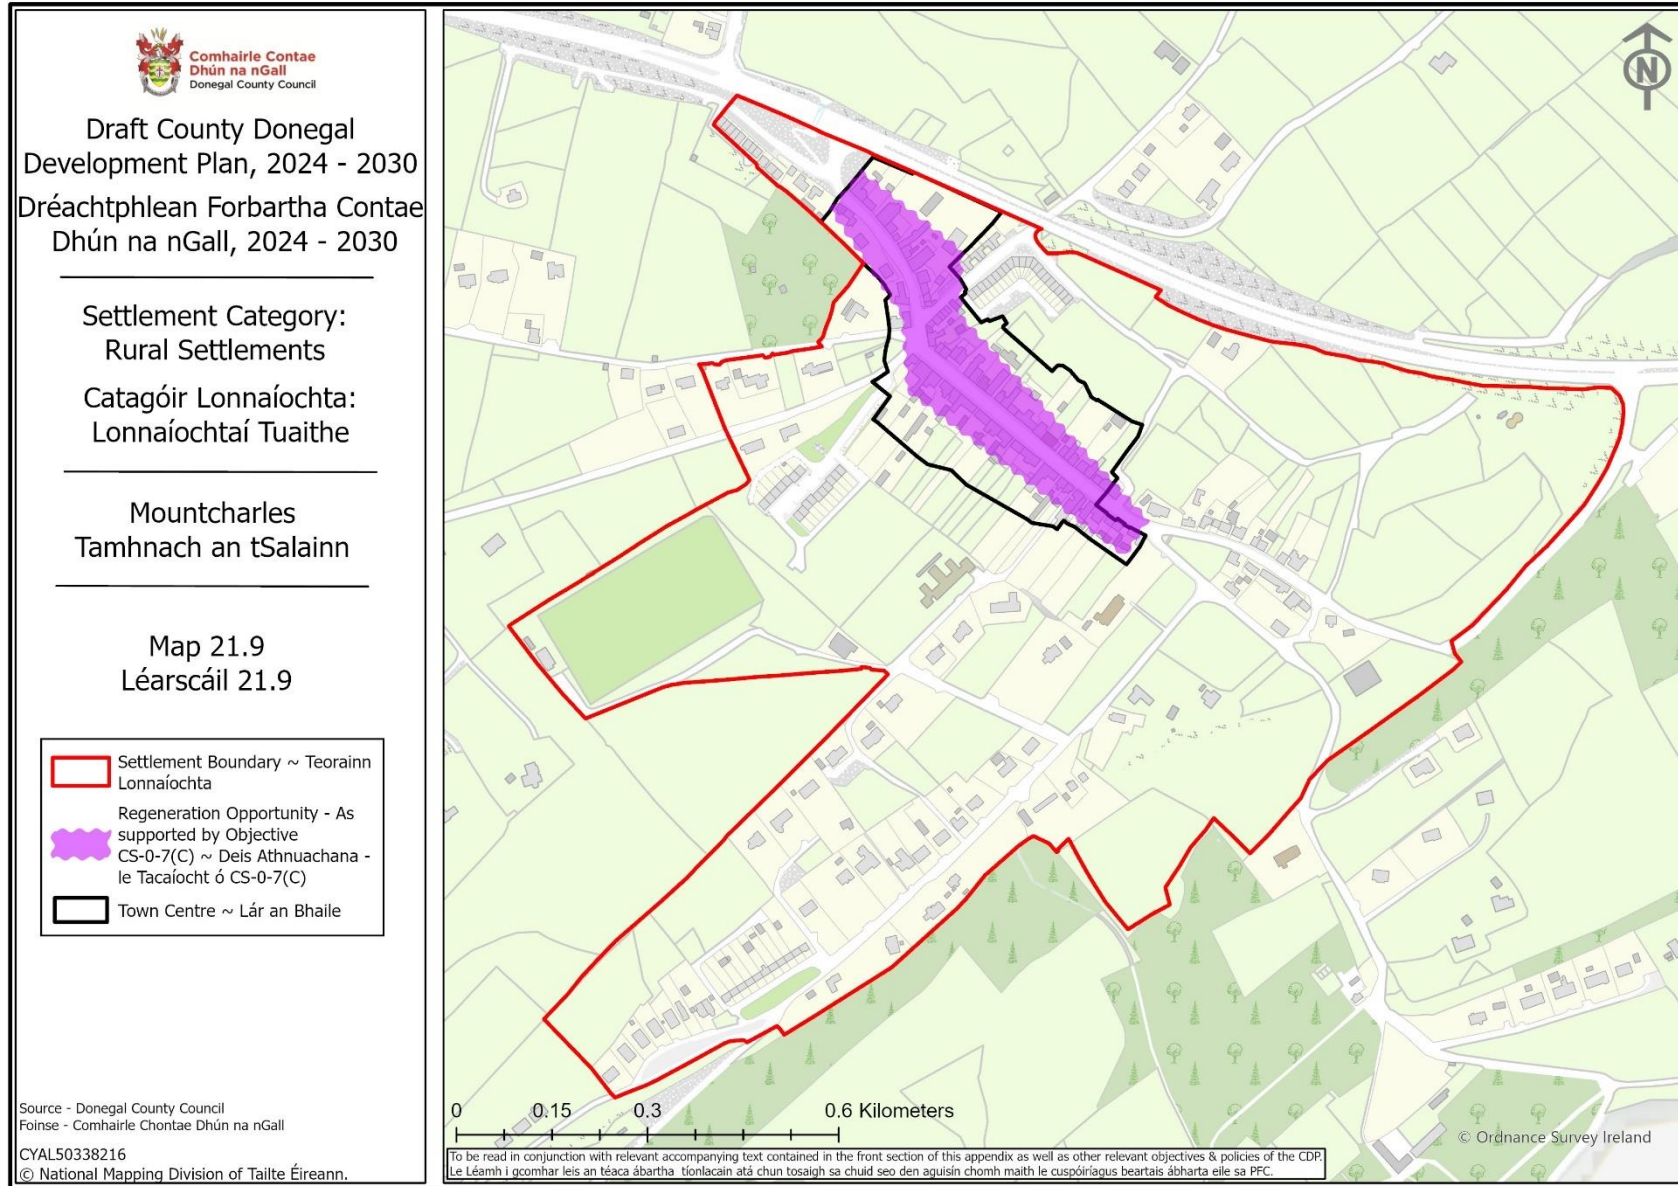 Comhairle Contae
Dhún na nGall
Donegal County Council
Draft County Donegal
Development Plan, 2024 - 2030
Dréachtphlean Forbartha Contae
Dhún na nGall, 2024 - 2030
Settlement Category:
Rural Settlements
Catagóir Lonnaíochta:
Lonnaíochtaí Tuaithe
Mountcharles
Tamhnach an tSalainn
Map 21.9
Léarscáil 21.9
Settlement Boundary ~ Teorainn
Lonnaíochta
Regeneration Opportunity - As
supported by Objective
CS-0-7(C) ~ Deis Athnuachana -
le Tacaíocht ó CS-0-7(C)
Town Centre ~ Lár an Bhaile
Source - Donegal County Council
Foinse - Comhairle Chontae Dhún na nGall
CYAL50338216
© National Mapping Division of Tailte Éireann.
N
0 0.15 0.3 0.6 Kilometers
© Ordnance Survey Ireland
To be read in conjunction with relevant accompanying text contained in the front section of this appendix as well as other relevant objectives & policies of the CDP.
Le Léamh i gcomhar leis an téaca ábartha tíonlacain atá chun tosaigh sa chuid seo den aguisín chomh maith le cuspóiríagus beartais ábharta eile sa PFC.